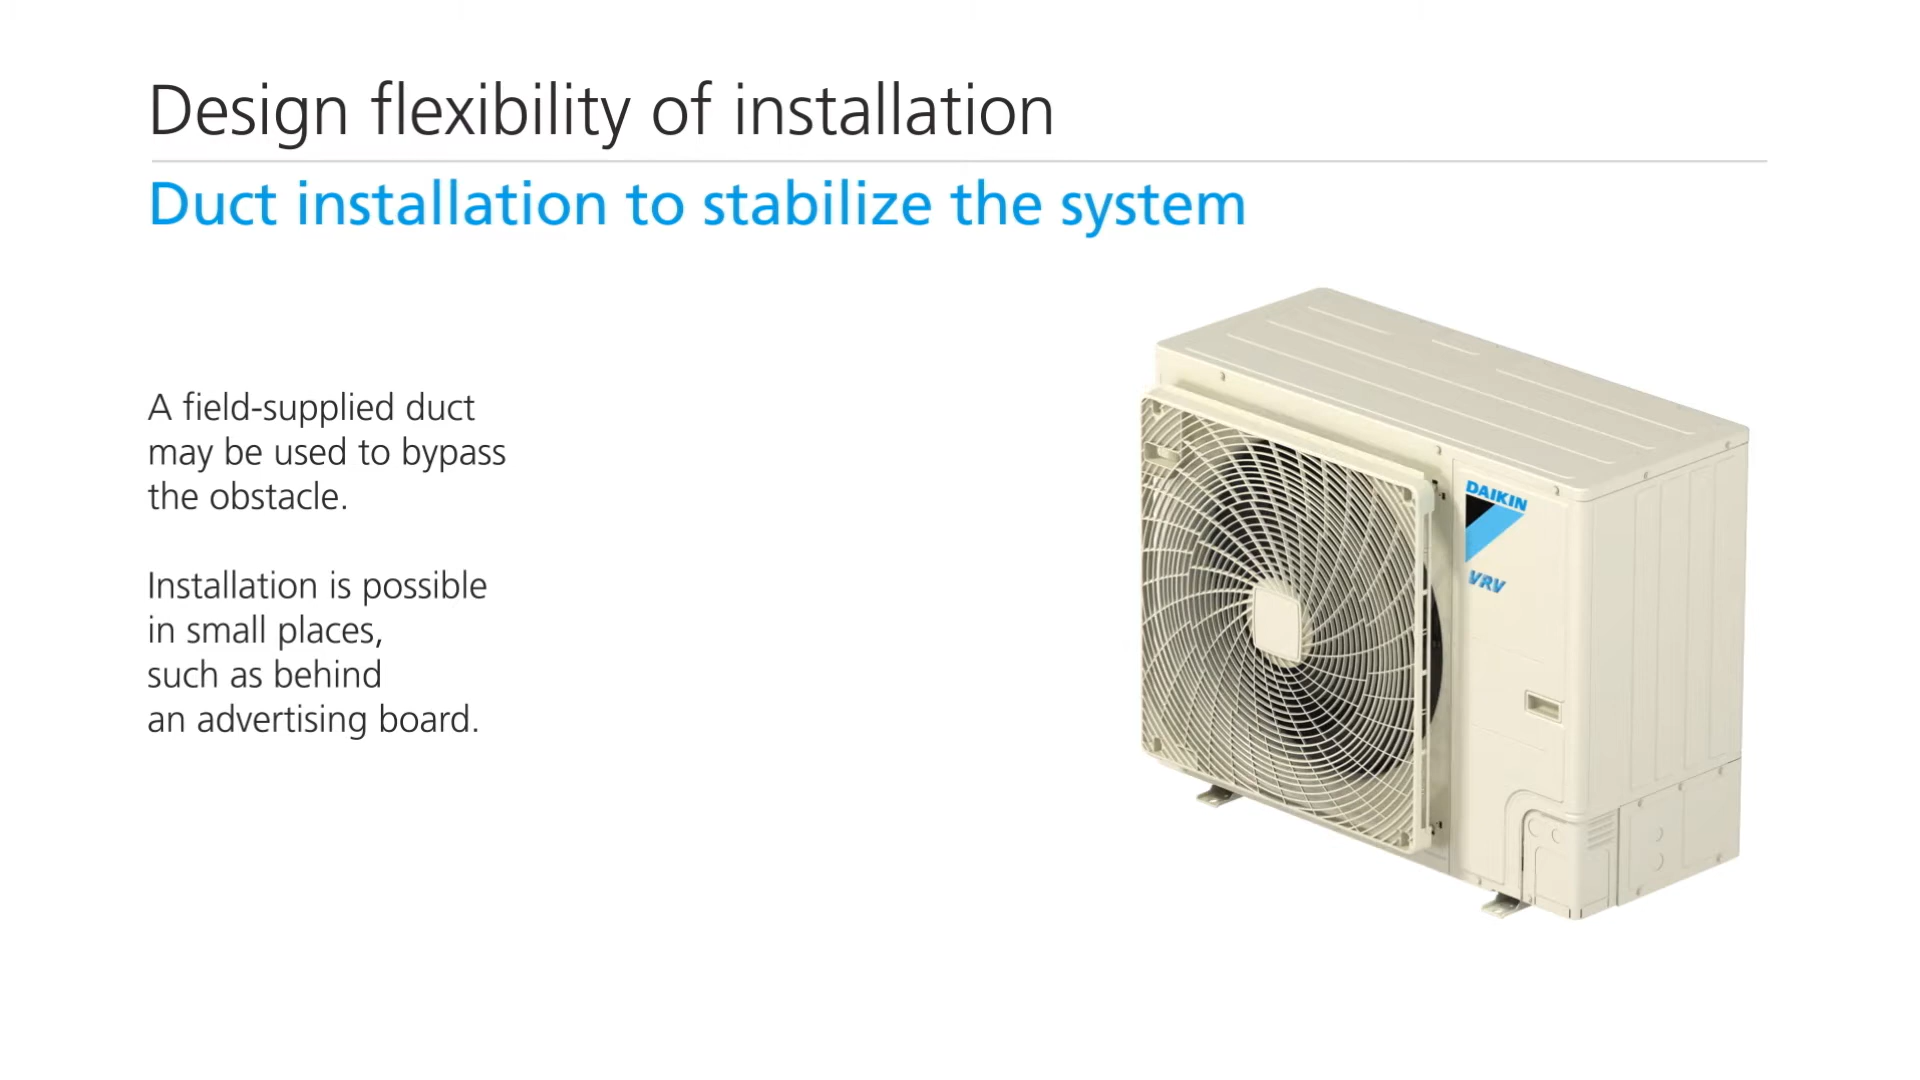 Design flexibility of installation
Duct installation to stabilize the system
A field-supplied duct
may be used to bypass
the obstacle.
Installation is possible
in small places,
such as behind
an advertising board.
DAIKIN
VRV